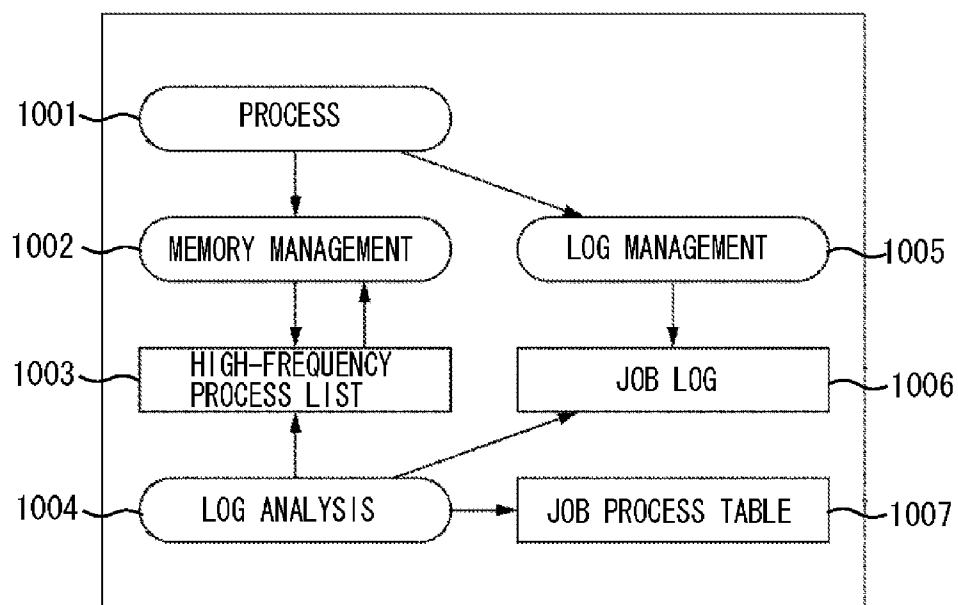 1001
PROCESS
1002
MEMORY MANAGEMENT
LOG MANAGEMENT
1005
1003
HIGH-FREQUENCY
PROCESS LIST
JOB LOG
1006
1004
LOG ANALYSIS
JOB PROCESS TABLE
1007